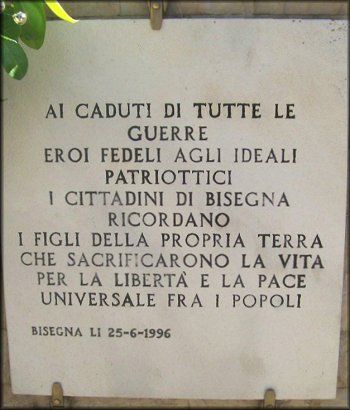 AI CADUTI DI TUTTE LE
GUERRE
EROI FEDELI AGLI IDEALI
PATRIOTTICI
I CITTADINI DI BISEGNA
RICORDANO
I FIGLI DELLA PROPRIA TERRA
CHE SACRIFICARONO LA VITA
PER LA LIBERTÀ E LA PACE
UNIVERSALE FRA I POPOLI
BISEGNA LI 25-6-1996